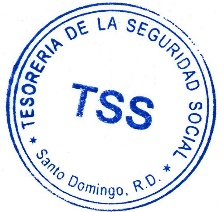 TESORERIA DE LA SEGURIDAD SOCIAL
TSS
Santo Domingo, R.D.